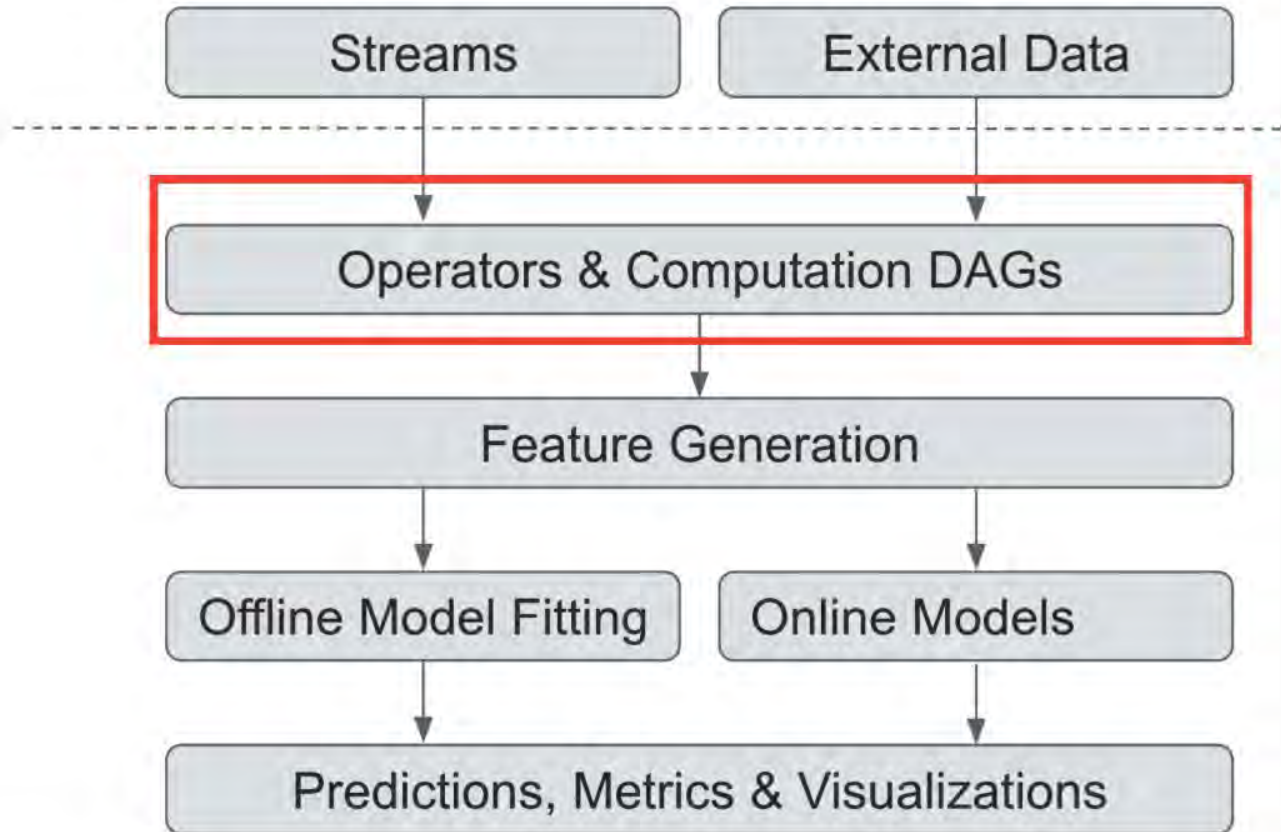 Streams
External Data
Operators & Computation DAGs
Feature Generation
Offline Model Fitting
Online Models
Predictions, Metrics & Visualizations